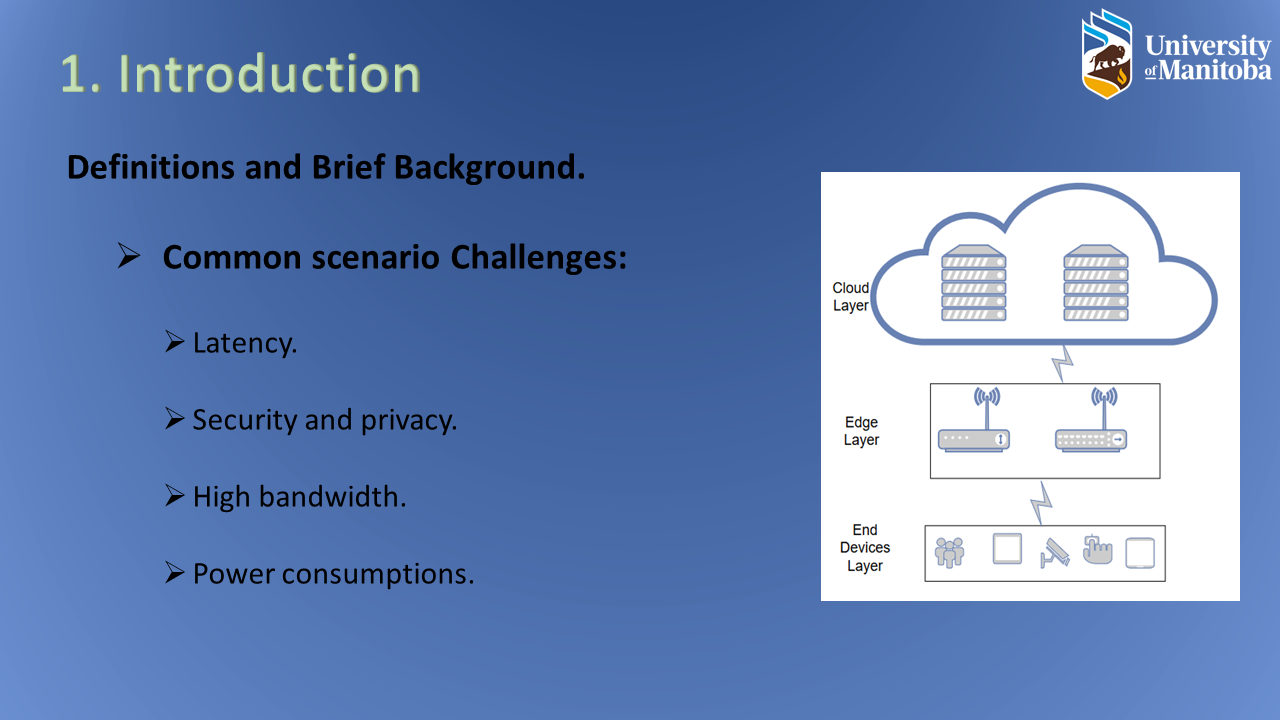 1. Introduction
University
of Manitoba
Definitions and Brief Background.
Common scenario Challenges:
Latency.
Security and privacy.
High bandwidth.
Power consumptions.
Cloud
Layer
Edge
Layer
End
Devices
Layer